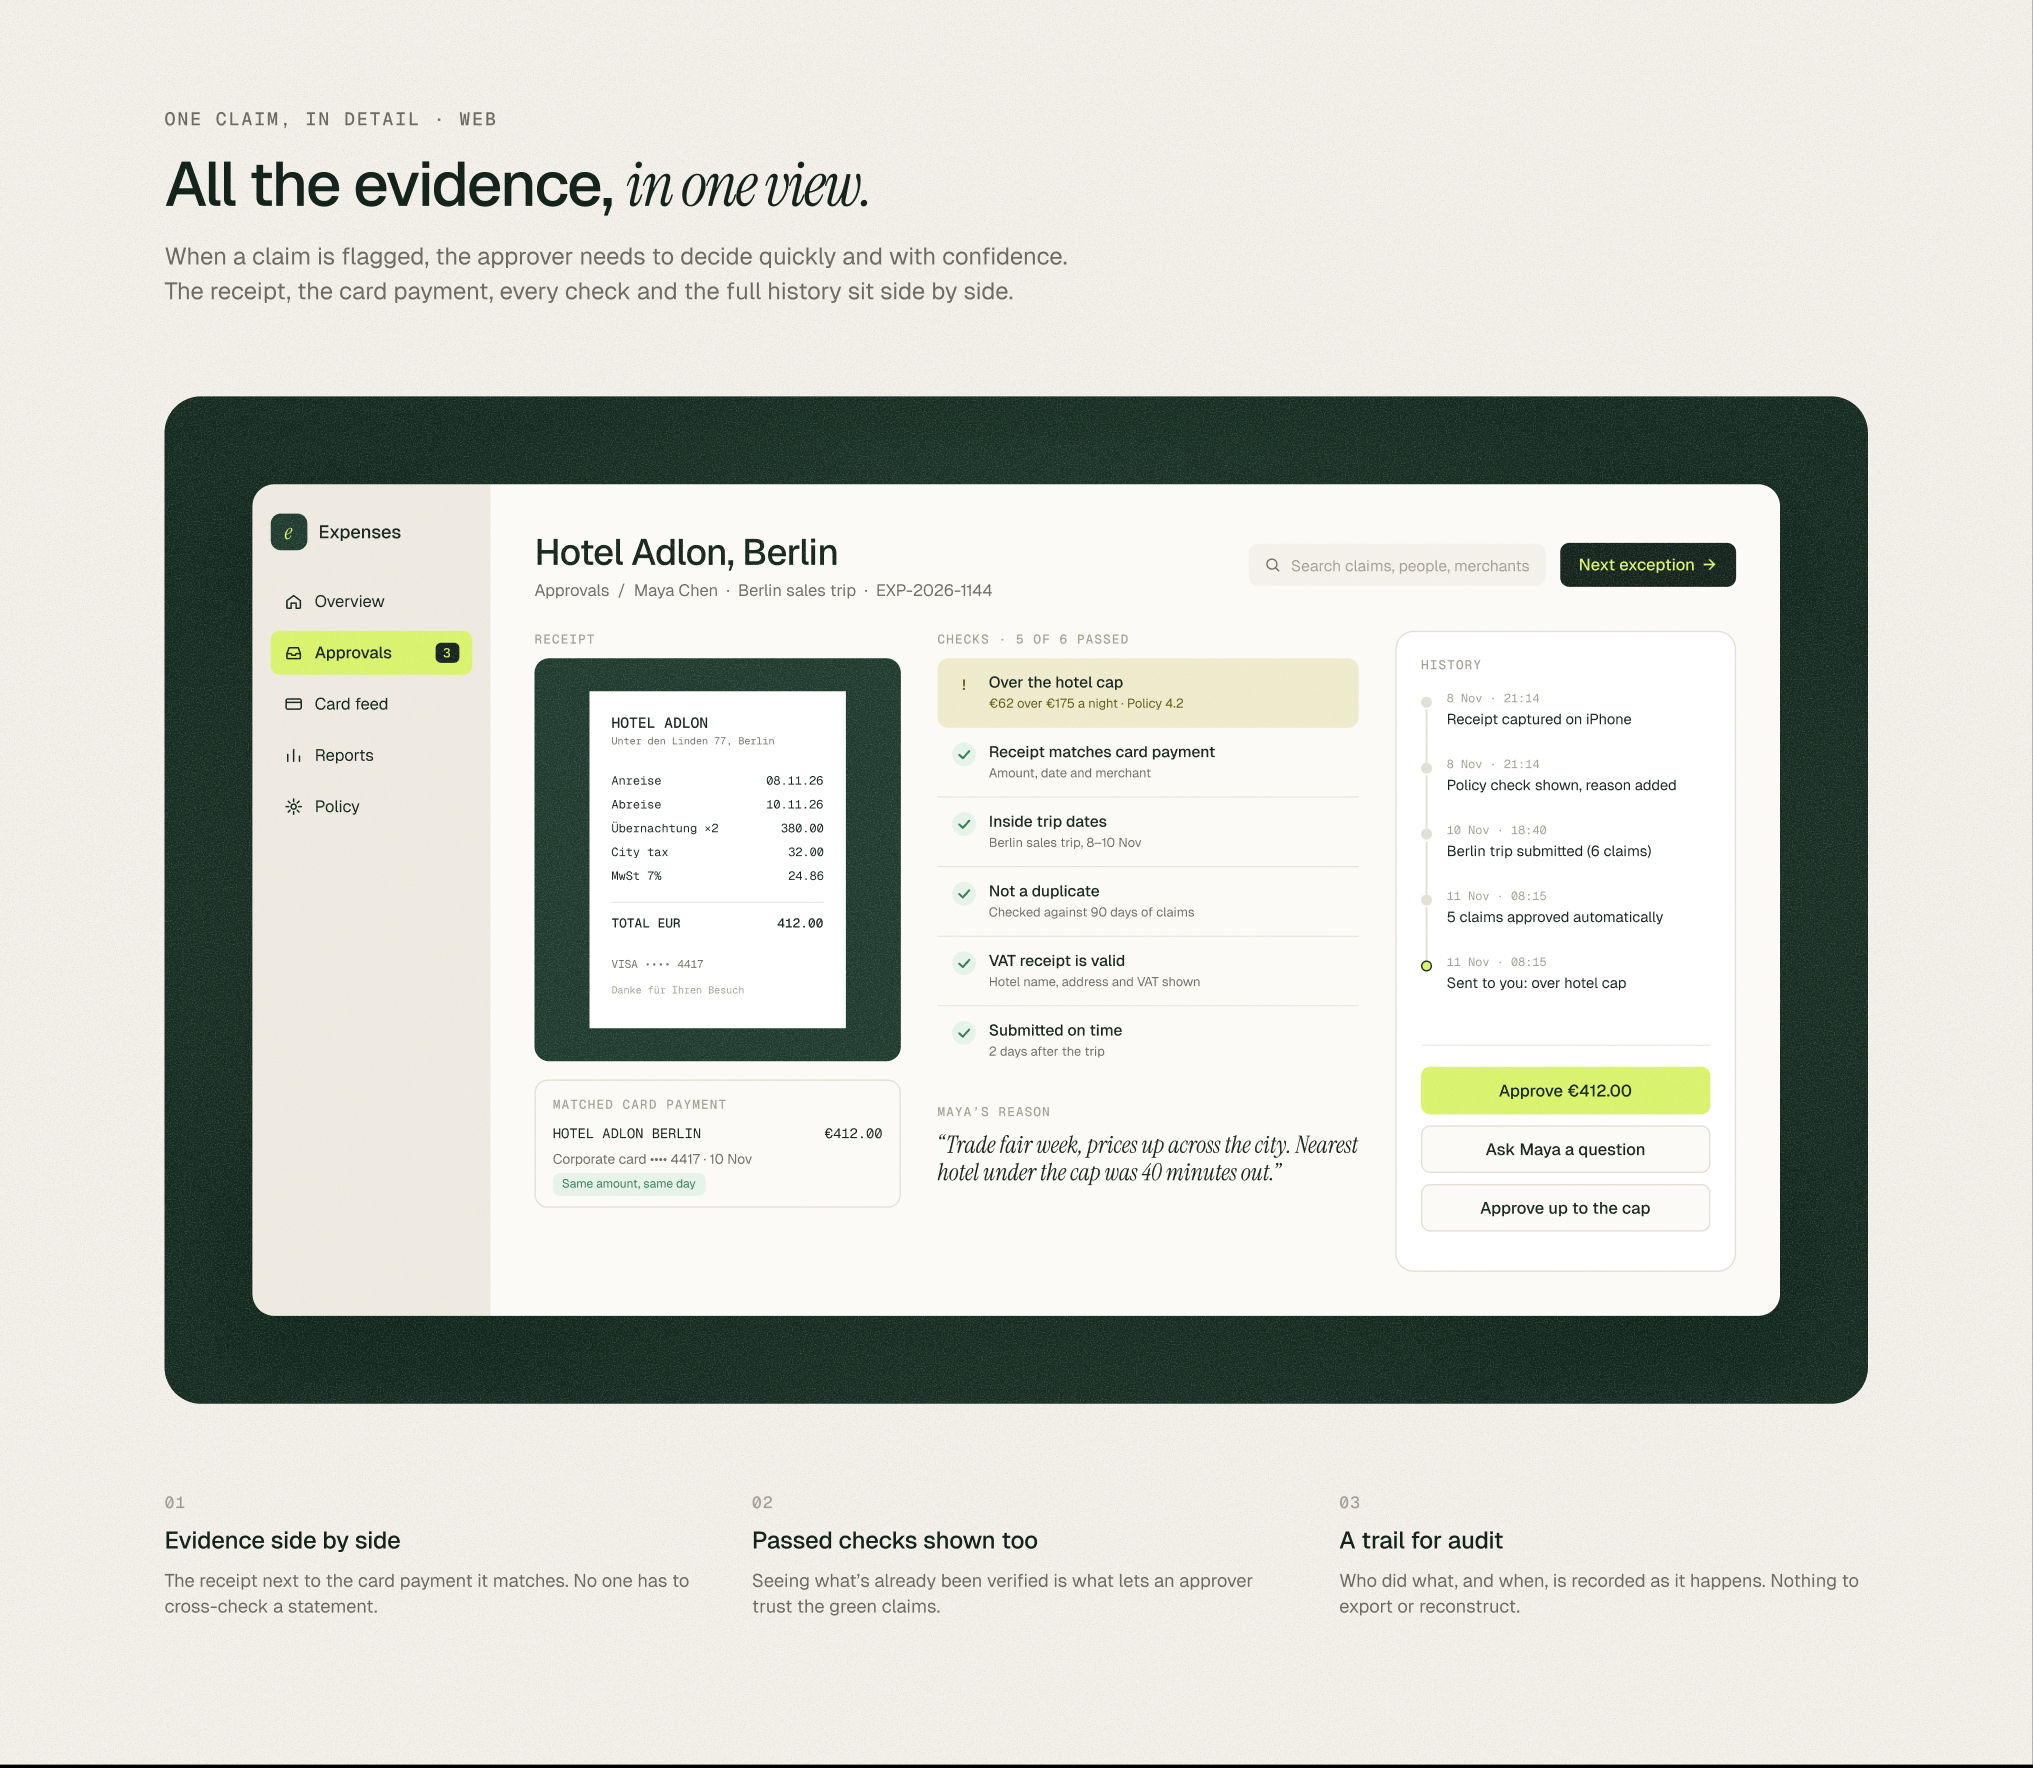 ONE CLAIM, IN DETAIL · WEB
All the evidence, in one view.
When a claim is flagged, the approver needs to decide quickly and with confidence.
The receipt, the card payment, every check and the full history sit side by side.
e Expenses
Overview
Approvals 3
Card feed
Reports
Policy
Hotel Adlon, Berlin
Approvals / Maya Chen · Berlin sales trip · EXP-2026-1144
Search claims, people, merchants
Next exception →
RECEIPT
HOTEL ADLON
Unter den Linden 77, Berlin
Anreise 08.11.26
Abreise 10.11.26
Übernachtung ×2 380.00
City tax 32.00
MwSt 7% 24.86
TOTAL EUR 412.00
VISA •••• 4417
Danke für Ihren Besuch
MATCHED CARD PAYMENT
HOTEL ADLON BERLIN €412.00
Corporate card •••• 4417 · 10 Nov
Same amount, same day
CHECKS · 5 OF 6 PASSED
! Over the hotel cap
€62 over €175 a night · Policy 4.2
Receipt matches card payment
Amount, date and merchant
Inside trip dates
Berlin sales trip, 8–10 Nov
Not a duplicate
Checked against 90 days of claims
VAT receipt is valid
Hotel name, address and VAT shown
Submitted on time
2 days after the trip
MAYA’S REASON
“Trade fair week, prices up across the city. Nearest
hotel under the cap was 40 minutes out.”
HISTORY
8 Nov · 21:14
Receipt captured on iPhone
8 Nov · 21:14
Policy check shown, reason added
10 Nov · 18:40
Berlin trip submitted (6 claims)
11 Nov · 08:15
5 claims approved automatically
11 Nov · 08:15
Sent to you: over hotel cap
Approve €412.00
Ask Maya a question
Approve up to the cap
01
Evidence side by side
The receipt next to the card payment it matches. No one has to
cross-check a statement.
02
Passed checks shown too
Seeing what’s already been verified is what lets an approver
trust the green claims.
03
A trail for audit
Who did what, and when, is recorded as it happens. Nothing to
export or reconstruct.